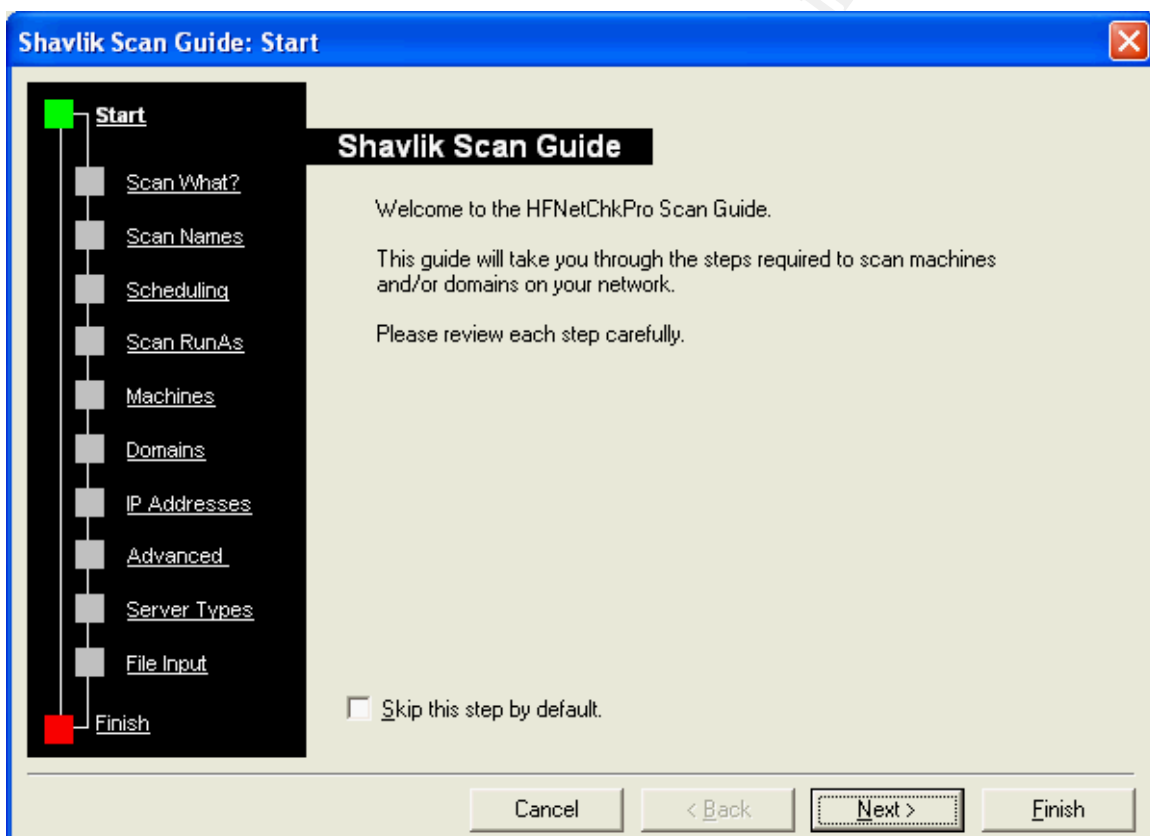 Shavlik Scan Guide: Start
Start
Scan What?
Scan Names
Scheduling
Scan RunAs
Machines
Domains
IP Addresses
Advanced
Server Types
File Input
Finish
Shavlik Scan Guide
Welcome to the HFNetChkPro Scan Guide.
This guide will take you through the steps required to scan machines
and/or domains on your network.
Please review each step carefully.
Skip this step by default.
Cancel
< Back
Next >
Finish